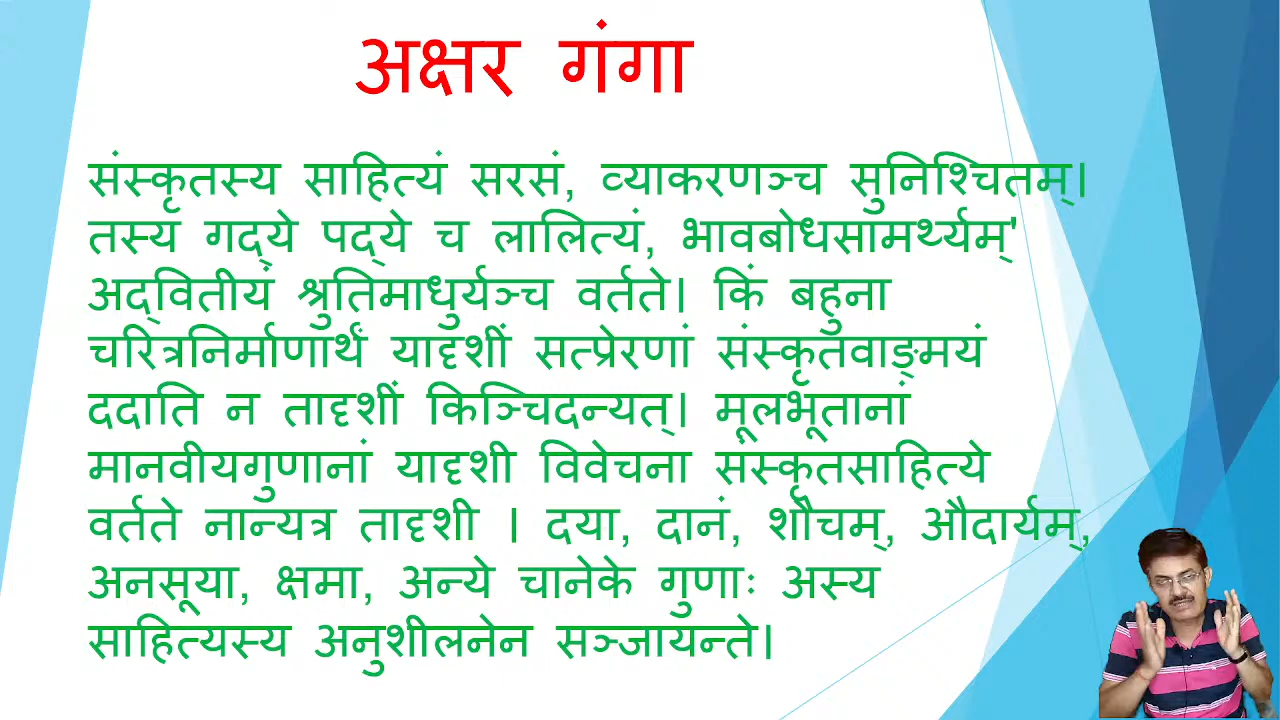 अक्षर गंगा
संस्कृतस्य साहित्यं सरसं, व्याकरणञ्च सुनिश्चितम्।
तस्य गद्ये पद्ये च लालित्यं, भावबोधसामर्थ्यम्'
अद्वितीयं श्रुतिमाधुर्यञ्च वर्तते। किं बहुना
चरित्रनिर्माणार्थं यादृशीं सत्प्रेरणां संस्कृतवाङ्मयं
ददाति न तादृशीं किञ्चिदन्यत्। मूलभूतानां
मानवीयगुणानां यादृशी विवेचना संस्कृतसाहित्ये
वर्तते नान्यत्र तादृशी । दया, दानं, शौचम्, औदार्यम्,
अनसूया, क्षमा, अन्ये चानेके गुणाः अस्य
साहित्यस्य अनुशीलनेन सञ्जायन्ते।